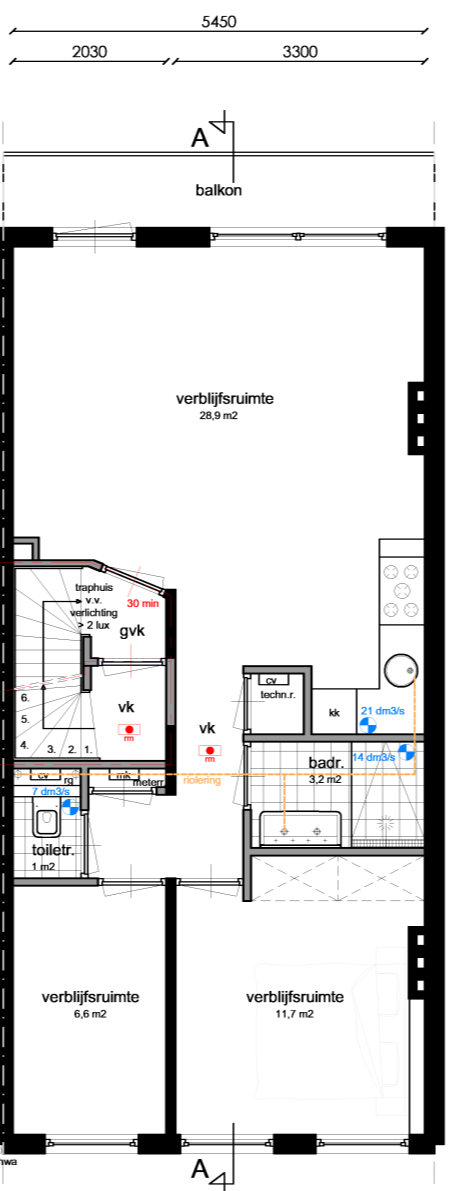 5450
2030
3300
A
balkon
verblijfsruimte
28,9 m2
traphuis
v.v.
verlichting
> 2 lux
30 min
gvk
vk
rm
6.
5.
4.
3.
2.
1.
vk
rm
cv
techn.r.
kk
21 dm3/s
badr.
3,2 m2
14 dm3/s
riolering
cv
rg
mk
meterr.
7 dm3/s
toiletr.
1 m2
verblijfsruimte
6,6 m2
verblijfsruimte
11,7 m2
A